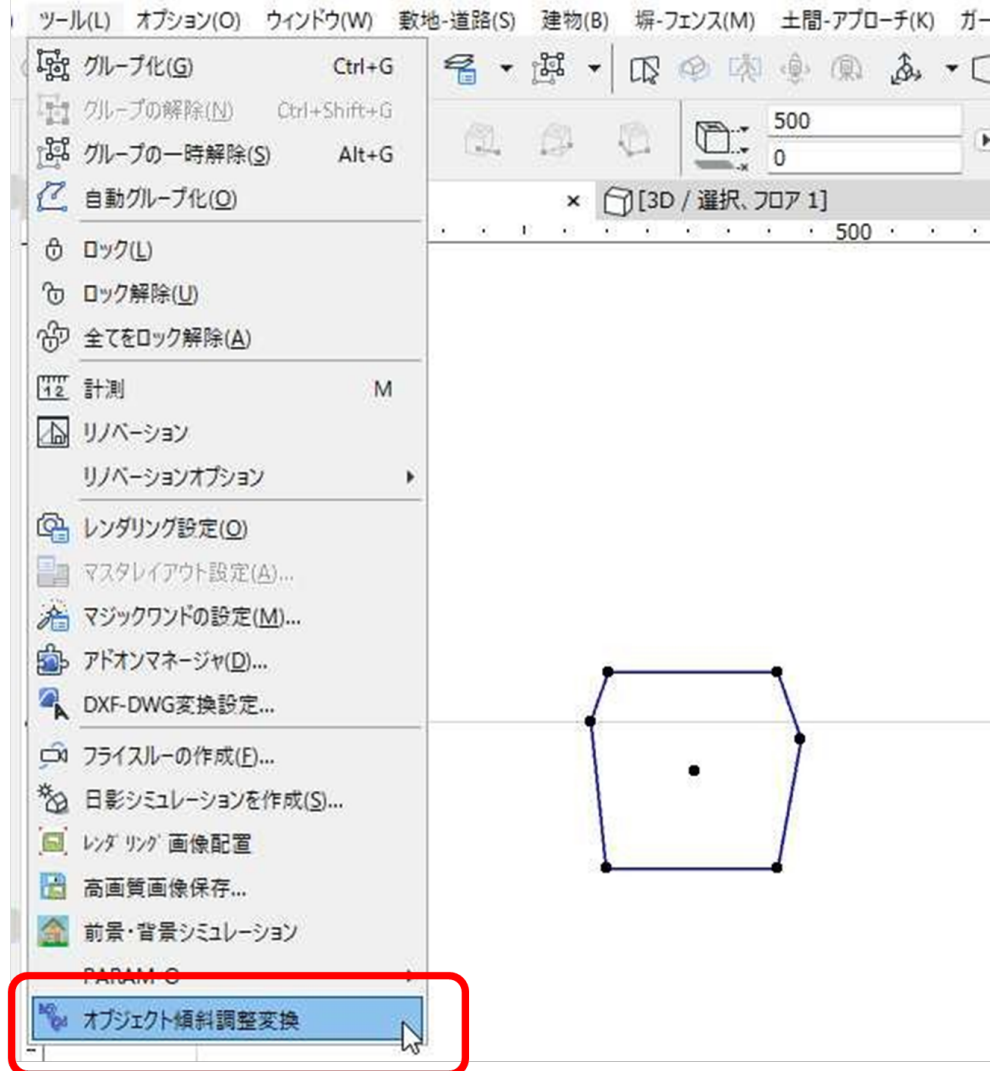 ツール(L) オプション(O) ウィンドウ(W) 敷地-道路(S) 建物(B) 塀-フェンス(M) 土間-アプローチ(K) ガー
グループ化(G) Ctrl+G
グループの解除(N) Ctrl+Shift+G
グループの一時解除(S) Alt+G
自動グループ化(O)
ロック(L)
ロック解除(U)
全てをロック解除(A)
計測 M
リノベーション
リノベーションオプション
レンダリング設定(O)
マスタレイアウト設定(A)...
マジックワンドの設定(M)...
アドオンマネージャ(D)...
DXF-DWG変換設定...
フライスルーの作成(F)...
日影シミュレーションを作成(S)...
レンダリング 画像配置
高画質画像保存...
前景・背景シミュレーション
PARAM-O
オブジェクト傾斜調整変換
500
0
[3D / 選択、フロア 1]
500